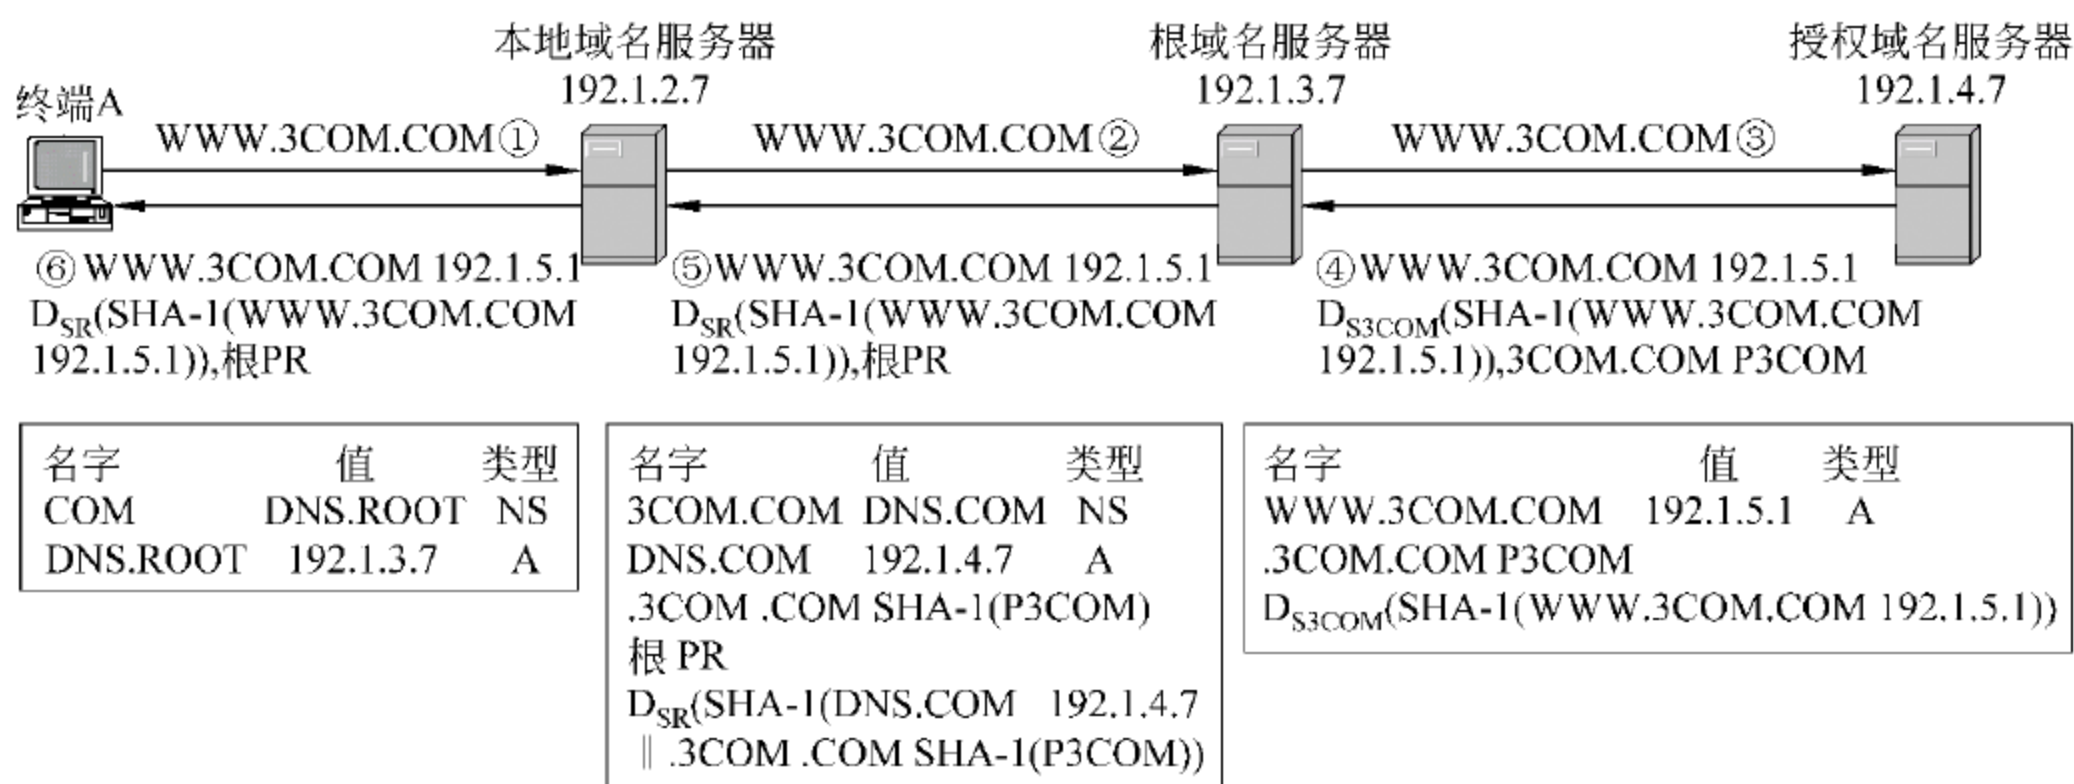 本地域名服务器
192.1.2.7
根域名服务器
192.1.3.7
授权域名服务器
192.1.4.7
终端A
WWW.3COM.COM①
WWW.3COM.COM②
WWW.3COM.COM③
⑥WWW.3COM.COM 192.1.5.1
DSR(SHA-1(WWW.3COM.COM
192.1.5.1)),根PR
⑤WWW.3COM.COM 192.1.5.1
DSR(SHA-1(WWW.3COM.COM
192.1.5.1)),根PR
④WWW.3COM.COM 192.1.5.1
DS3COM(SHA-1(WWW.3COM.COM
192.1.5.1)),3COM.COM P3COM
名字 值 类型
COM DNS.ROOT NS
DNS.ROOT 192.1.3.7 A
名字 值 类型
3COM.COM DNS.COM NS
DNS.COM 192.1.4.7 A
.3COM .COM SHA-1(P3COM)
根 PR
DSR(SHA-1(DNS.COM 192.1.4.7
‖ .3COM .COM SHA-1(P3COM))
名字 值 类型
WWW.3COM.COM 192.1.5.1 A
.3COM.COM P3COM
DS3COM(SHA-1(WWW.3COM.COM 192.1.5.1))